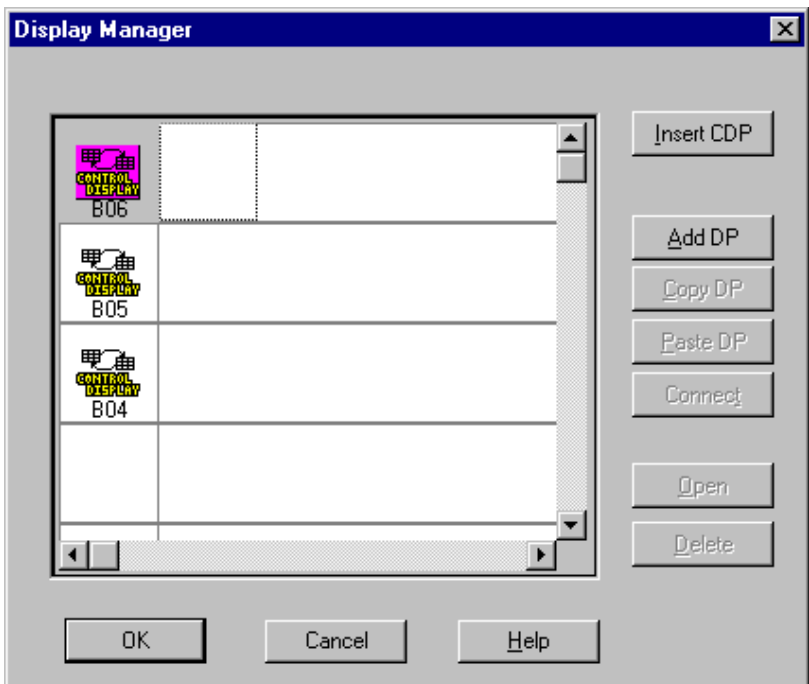 Display Manager
Insert CDP
CONTROL
DISPLAY
B06
Add DP
CONTROL
DISPLAY
B05
Copy DP
Paste DP
CONTROL
DISPLAY
B04
Connect
Open
Delete
OK
Cancel
Help